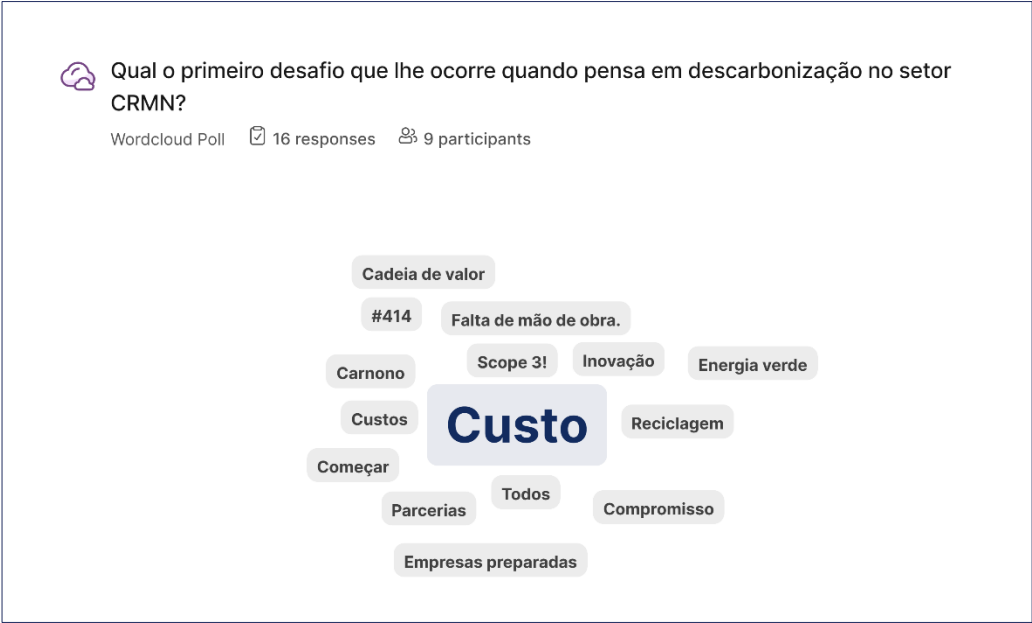 Qual o primeiro desafio que lhe ocorre quando pensa em descarbonização no setor
CRMN?
Wordcloud Poll 16 responses 9 participants
Cadeia de valor
#414
Falta de mão de obra.
Scope 3!
Inovação
Energia verde
Carnono
Custos
Custo
Reciclagem
Começar
Todos
Parcerias
Compromisso
Empresas preparadas